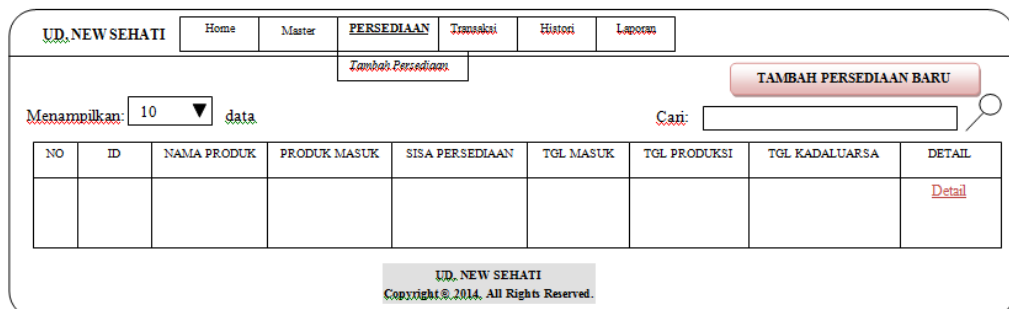 UD. NEW SEHATI Home Master PERSEDIAAN Transaksi Histori Laporan
Tambah Persediaan
TAMBAH PERSEDIAAN BARU
Menampilkan: 10 data Cari:
NO ID NAMA PRODUK PRODUK MASUK SISA PERSEDIAAN TGL MASUK TGL PRODUKSI TGL KADALUARSA DETAIL
Detail
UD. NEW SEHATI
Copyright © 2014. All Rights Reserved.